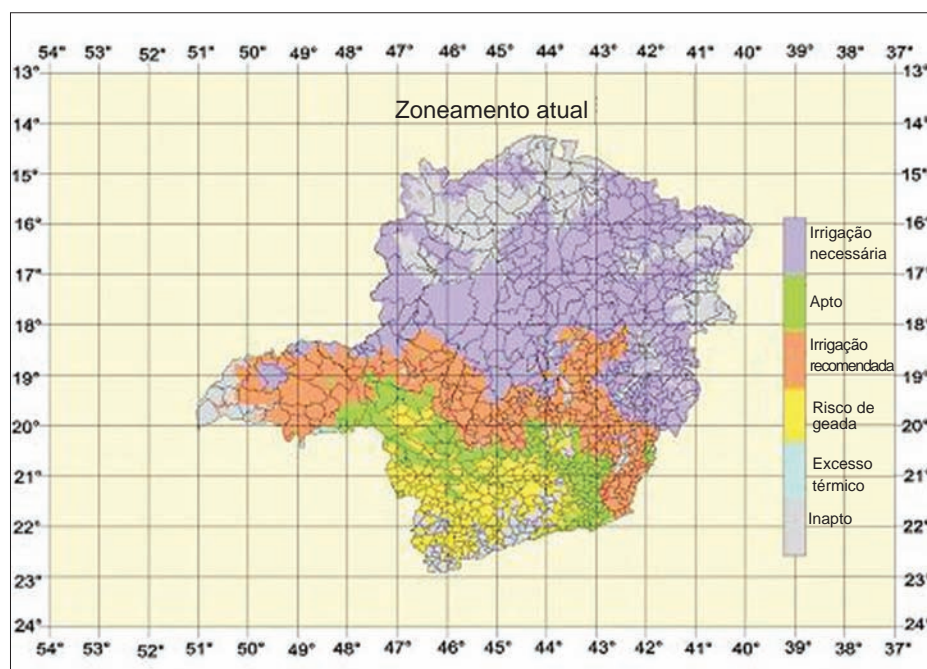 54° 53° 52° 51° 50° 49° 48° 47° 46° 45° 44° 43° 42° 41° 40° 39° 38° 37°
13° 13°
Zoneamento atual
14° 14°
15° 15°
16° 16°
Irrigação
necessária
17° 17°
Apto
18° 18°
Irrigação
recomendada
19° 19°
Risco de
geada
20° 20°
21° 21°
Excesso
térmico
Inapto
22° 22°
23° 23°
24° 24°
54° 53° 52° 51° 50° 49° 48° 47° 46° 45° 44° 43° 42° 41° 40° 39° 38° 37°